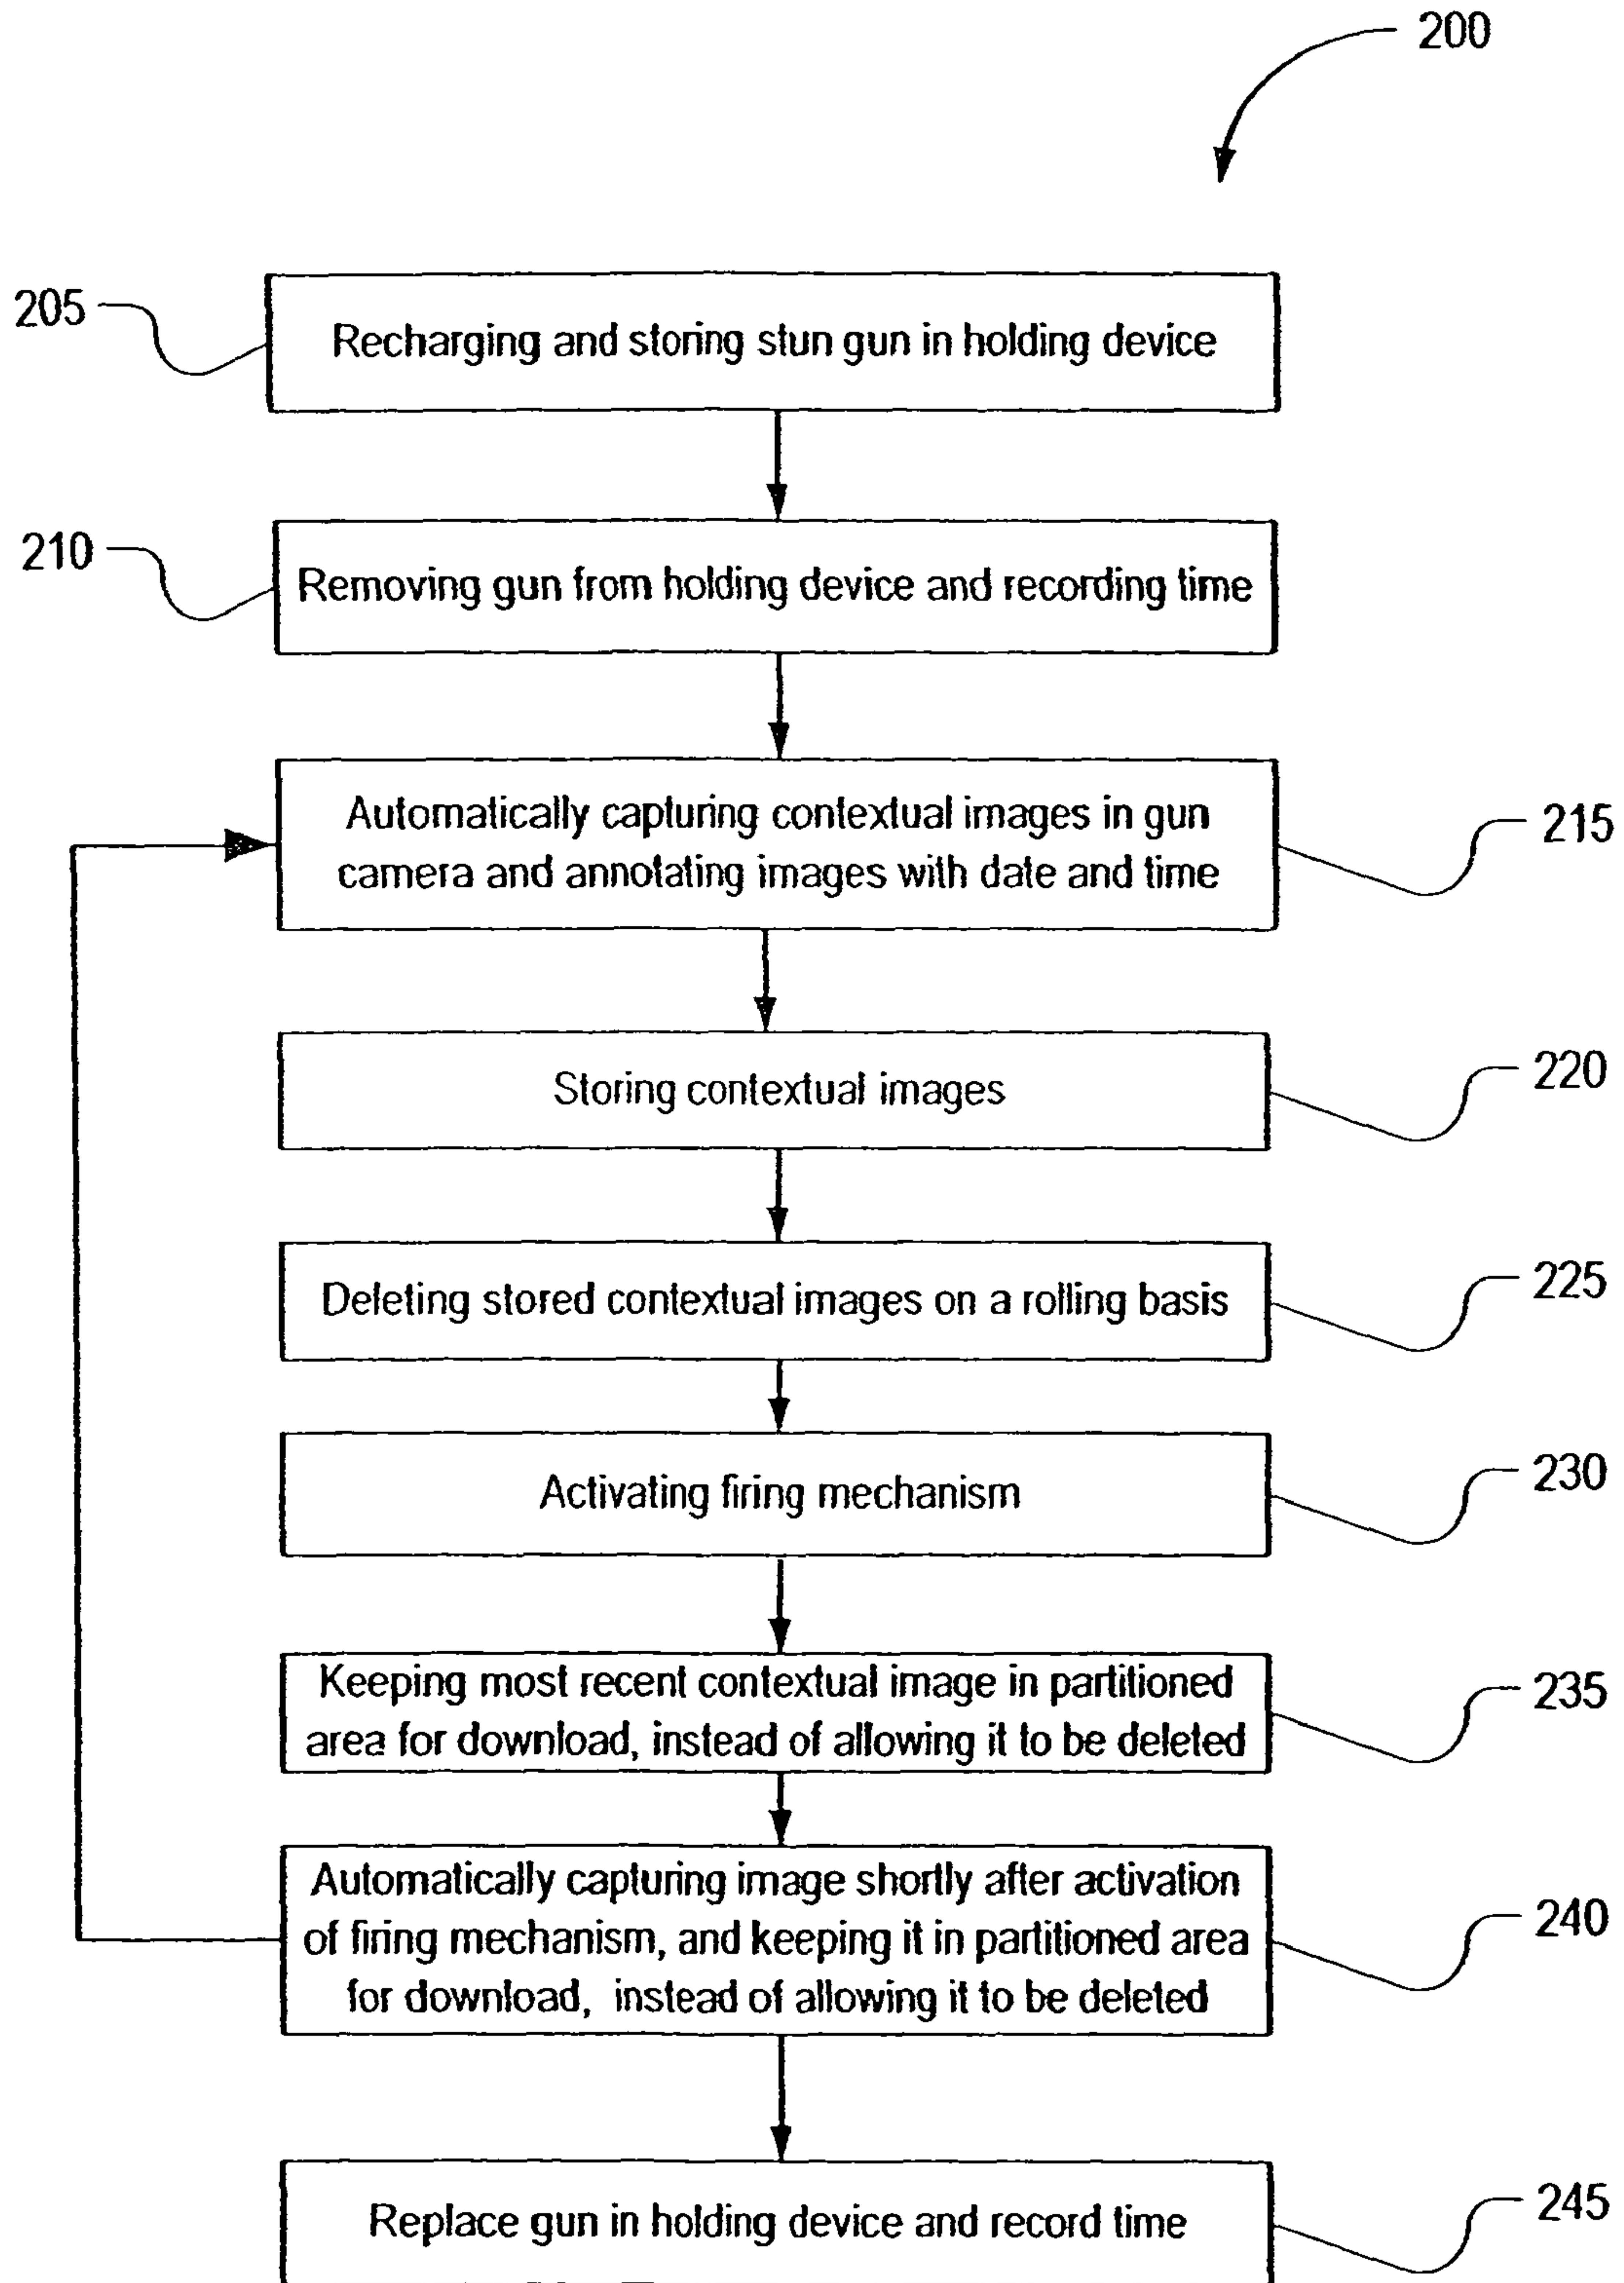 200
205
Recharging and storing stun gun in holding device
210
Removing gun from holding device and recording time
Automatically capturing contextual images in gun
camera and annotating images with date and time
215
Storing contextual images
220
Deleting stored contextual images on a rolling basis
225
Activating firing mechanism
230
Keeping most recent contextual image in partitioned
area for download, instead of allowing it to be deleted
235
Automatically capturing image shortly after activation
of firing mechanism, and keeping it in partitioned area
for download, instead of allowing it to be deleted
240
Replace gun in holding device and record time
245